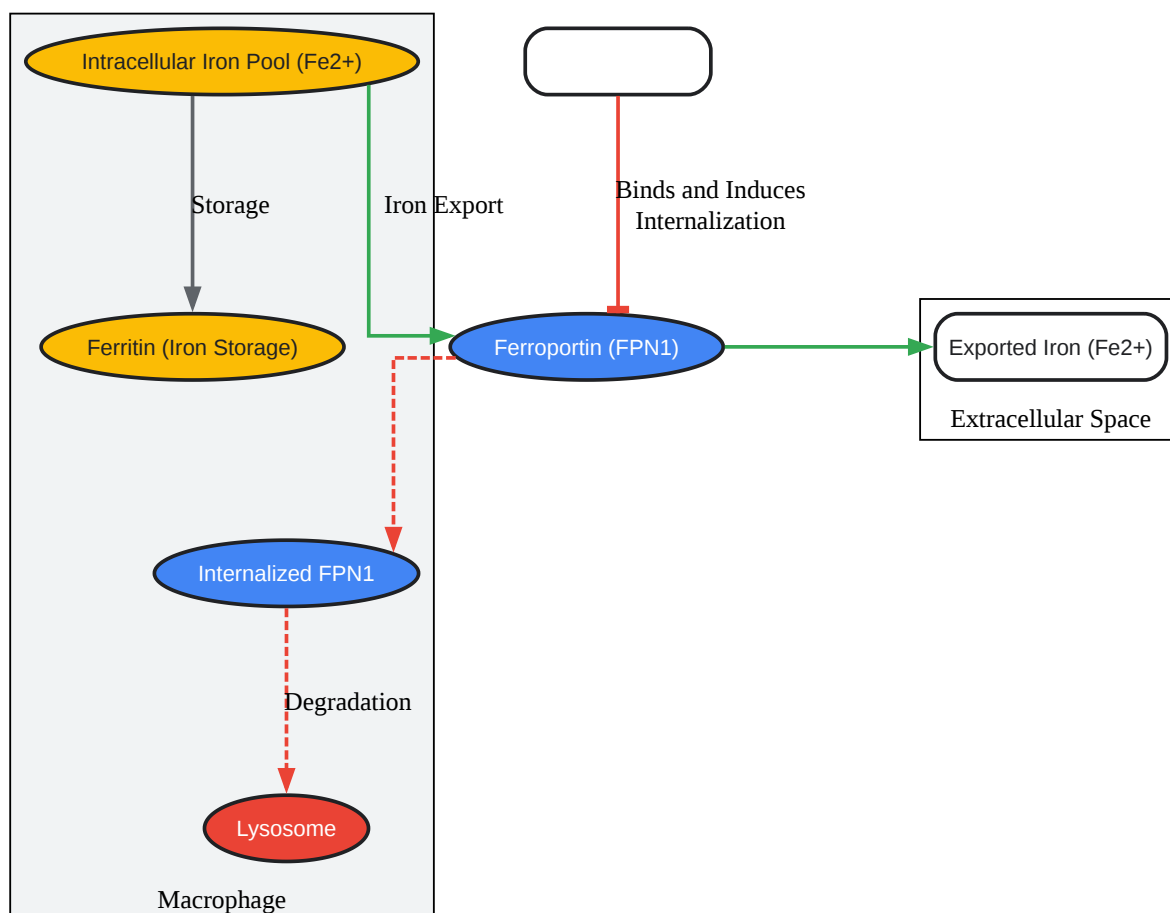 Intracellular Iron Pool (Fe2+)
Storage
Iron Export
Binds and Induces
Internalization
Ferritin (Iron Storage)
Ferroportin (FPN1)
Exported Iron (Fe2+)
Extracellular Space
Internalized FPN1
Degradation
Lysosome
Macrophage